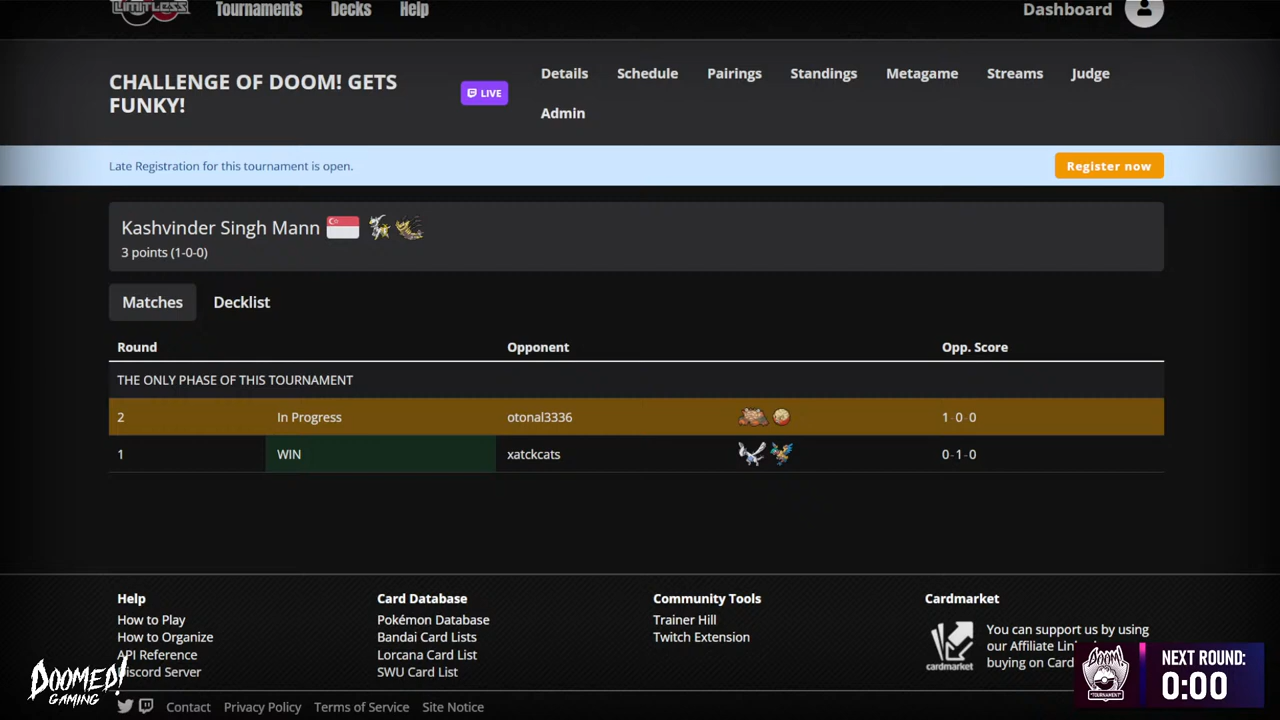 LIMITLESS
Tournaments Decks Help Dashboard
CHALLENGE OF DOOM! GETS
FUNKY!
LIVE
Details Schedule Pairings Standings Metagame Streams Judge
Admin
Late Registration for this tournament is open. Register now
Kashvinder Singh Mann
3 points (1-0-0)
Matches Decklist
Round Opponent Opp. Score
THE ONLY PHASE OF THIS TOURNAMENT
2 In Progress otonal3336 1-0-0
1 WIN xatckcats 0-1-0
Help Card Database Community Tools Cardmarket
How to Play Pokémon Database Trainer Hill
How to Organize Bandai Card Lists Twitch Extension
API Reference Lorcana Card List
Discord Server SWU Card List
cardmarket
You can support us by using
our Affiliate Link
buying on Card
DOOMED!
GAMING
DOOM!
TOURNAMENT
NEXT ROUND:
0:00
Contact Privacy Policy Terms of Service Site Notice